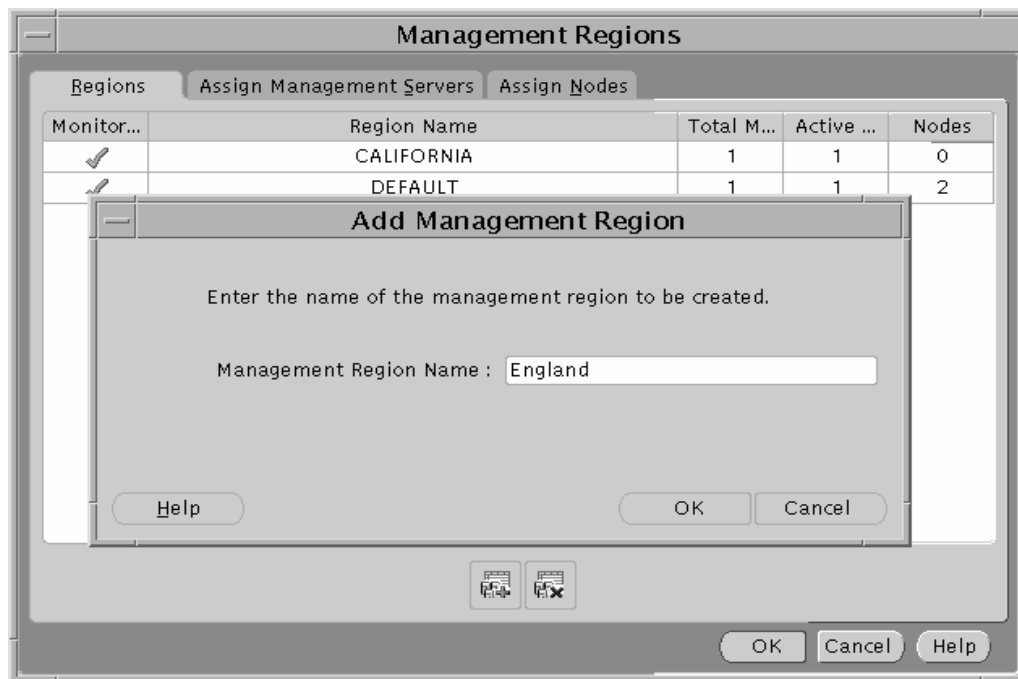 Management Regions
Regions Assign Management Servers Assign Nodes
Monitor... Region Name Total M... Active ... Nodes
CALIFORNIA 1 1 0
DEFAULT 1 1 2
Add Management Region
Enter the name of the management region to be created.
Management Region Name : England
Help OK Cancel
OK Cancel Help